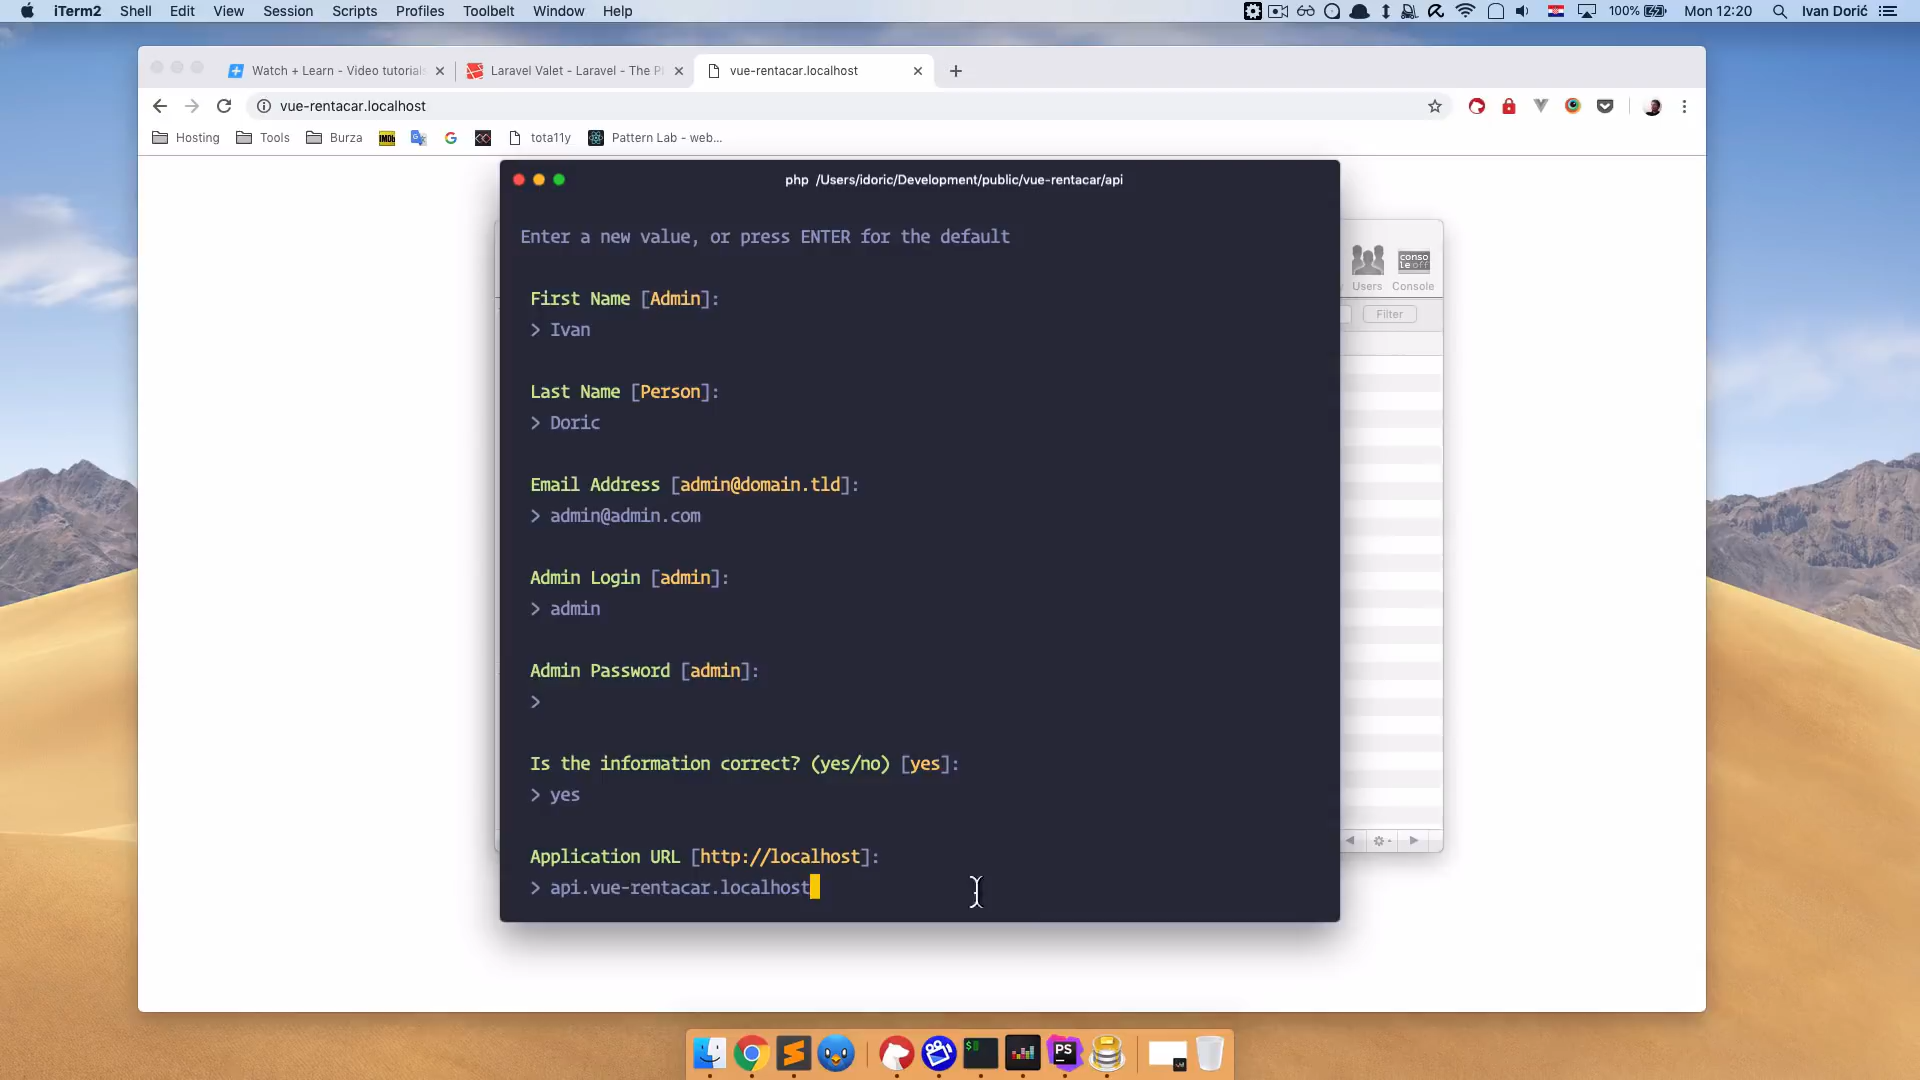 iTerm2 Shell Edit View Session Scripts Profiles Toolbelt Window Help 100% Mon 12:20 Ivan Dorić
Watch + Learn - Video tutorials Laravel Valet - Laravel - The P vue-rentacar.localhost
vue-rentacar.localhost
Hosting Tools Burza IMDb G tota11y Pattern Lab - web...
php /Users/idoric/Development/public/vue-rentacar/api
Enter a new value, or press ENTER for the default
First Name [Admin]:
> Ivan
Last Name [Person]:
> Doric
Email Address [admin@domain.tld]:
> admin@admin.com
Admin Login [admin]:
> admin
Admin Password [admin]:
>
Is the information correct? (yes/no) [yes]:
> yes
Application URL [http://localhost]:
> api.vue-rentacar.localhost
conso
le off
Users Console
Filter
PS